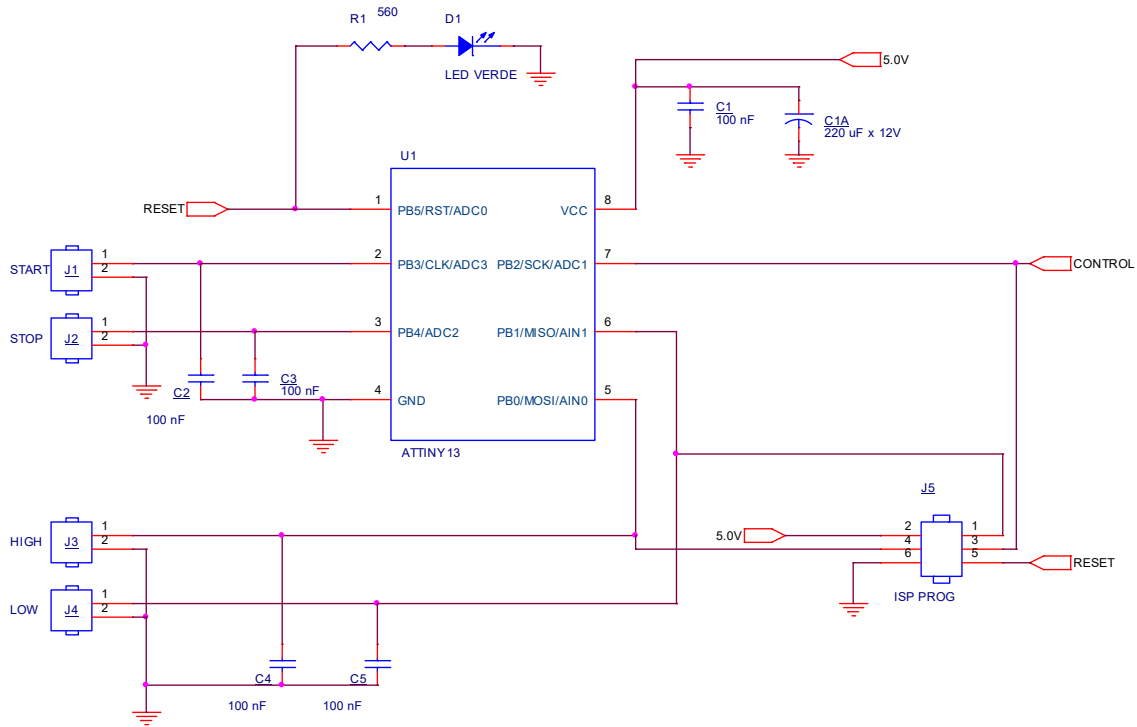 R1 560 D1
LED VERDE
5.0V
C1
100 nF
C1A
220 uF x 12V
U1
RESET
1 PB5/RST/ADC0 VCC 8
START J1 1 2
2 PB3/CLK/ADC3 PB2/SCK/ADC1 7
CONTROL
STOP J2 1 2
3 PB4/ADC2 PB1/MISO/AIN1 6
C2
100 nF
C3
100 nF
4 GND PB0/MOSI/AIN0 5
ATTINY13
HIGH J3 1 2
LOW J4 1 2
C4
100 nF
C5
100 nF
J5
5.0V
2 1
4 3
6 5
RESET
ISP PROG